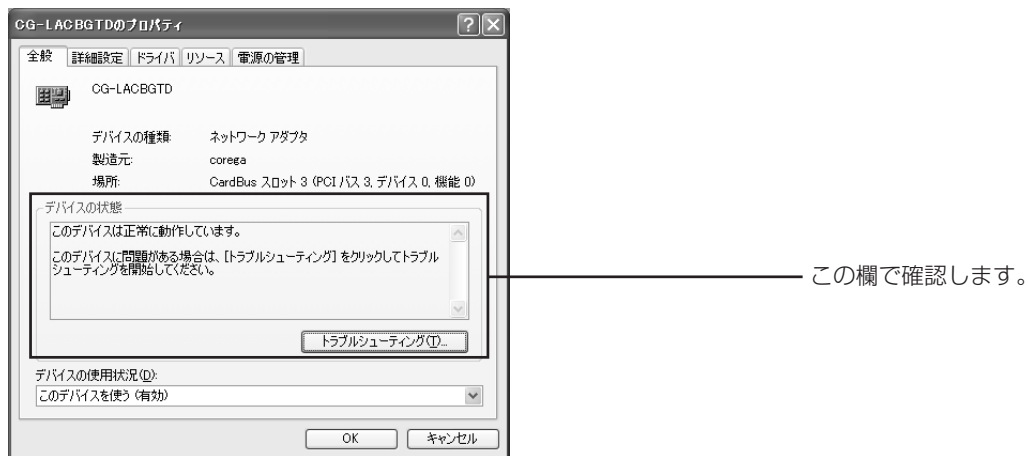 CG-LACBGTDのプロパティ
全般 詳細設定 ドライバ リソース 電源の管理
CG-LACBGTD
デバイスの種類: ネットワーク アダプタ
製造元: corega
場所: CardBus スロット 3 (PCI バス 3, デバイス 0, 機能 0)
デバイスの状態
このデバイスは正常に動作しています。
このデバイスに問題がある場合は、[トラブルシューティング] をクリックしてトラブル
シューティングを開始してください。
この欄で確認します。
トラブルシューティング(T)...
デバイスの使用状況(D):
このデバイスを使う (有効)
OK キャンセル